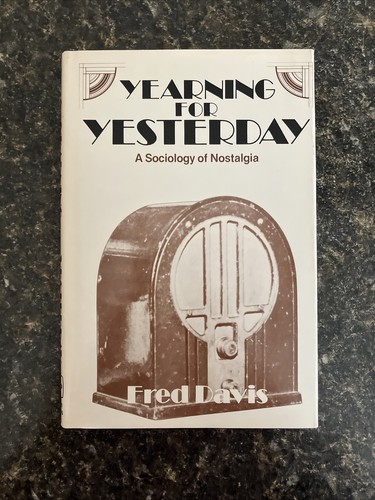 YEARNING
FOR
YESTERDAY
A Sociology of Nostalgia
Fred Davis